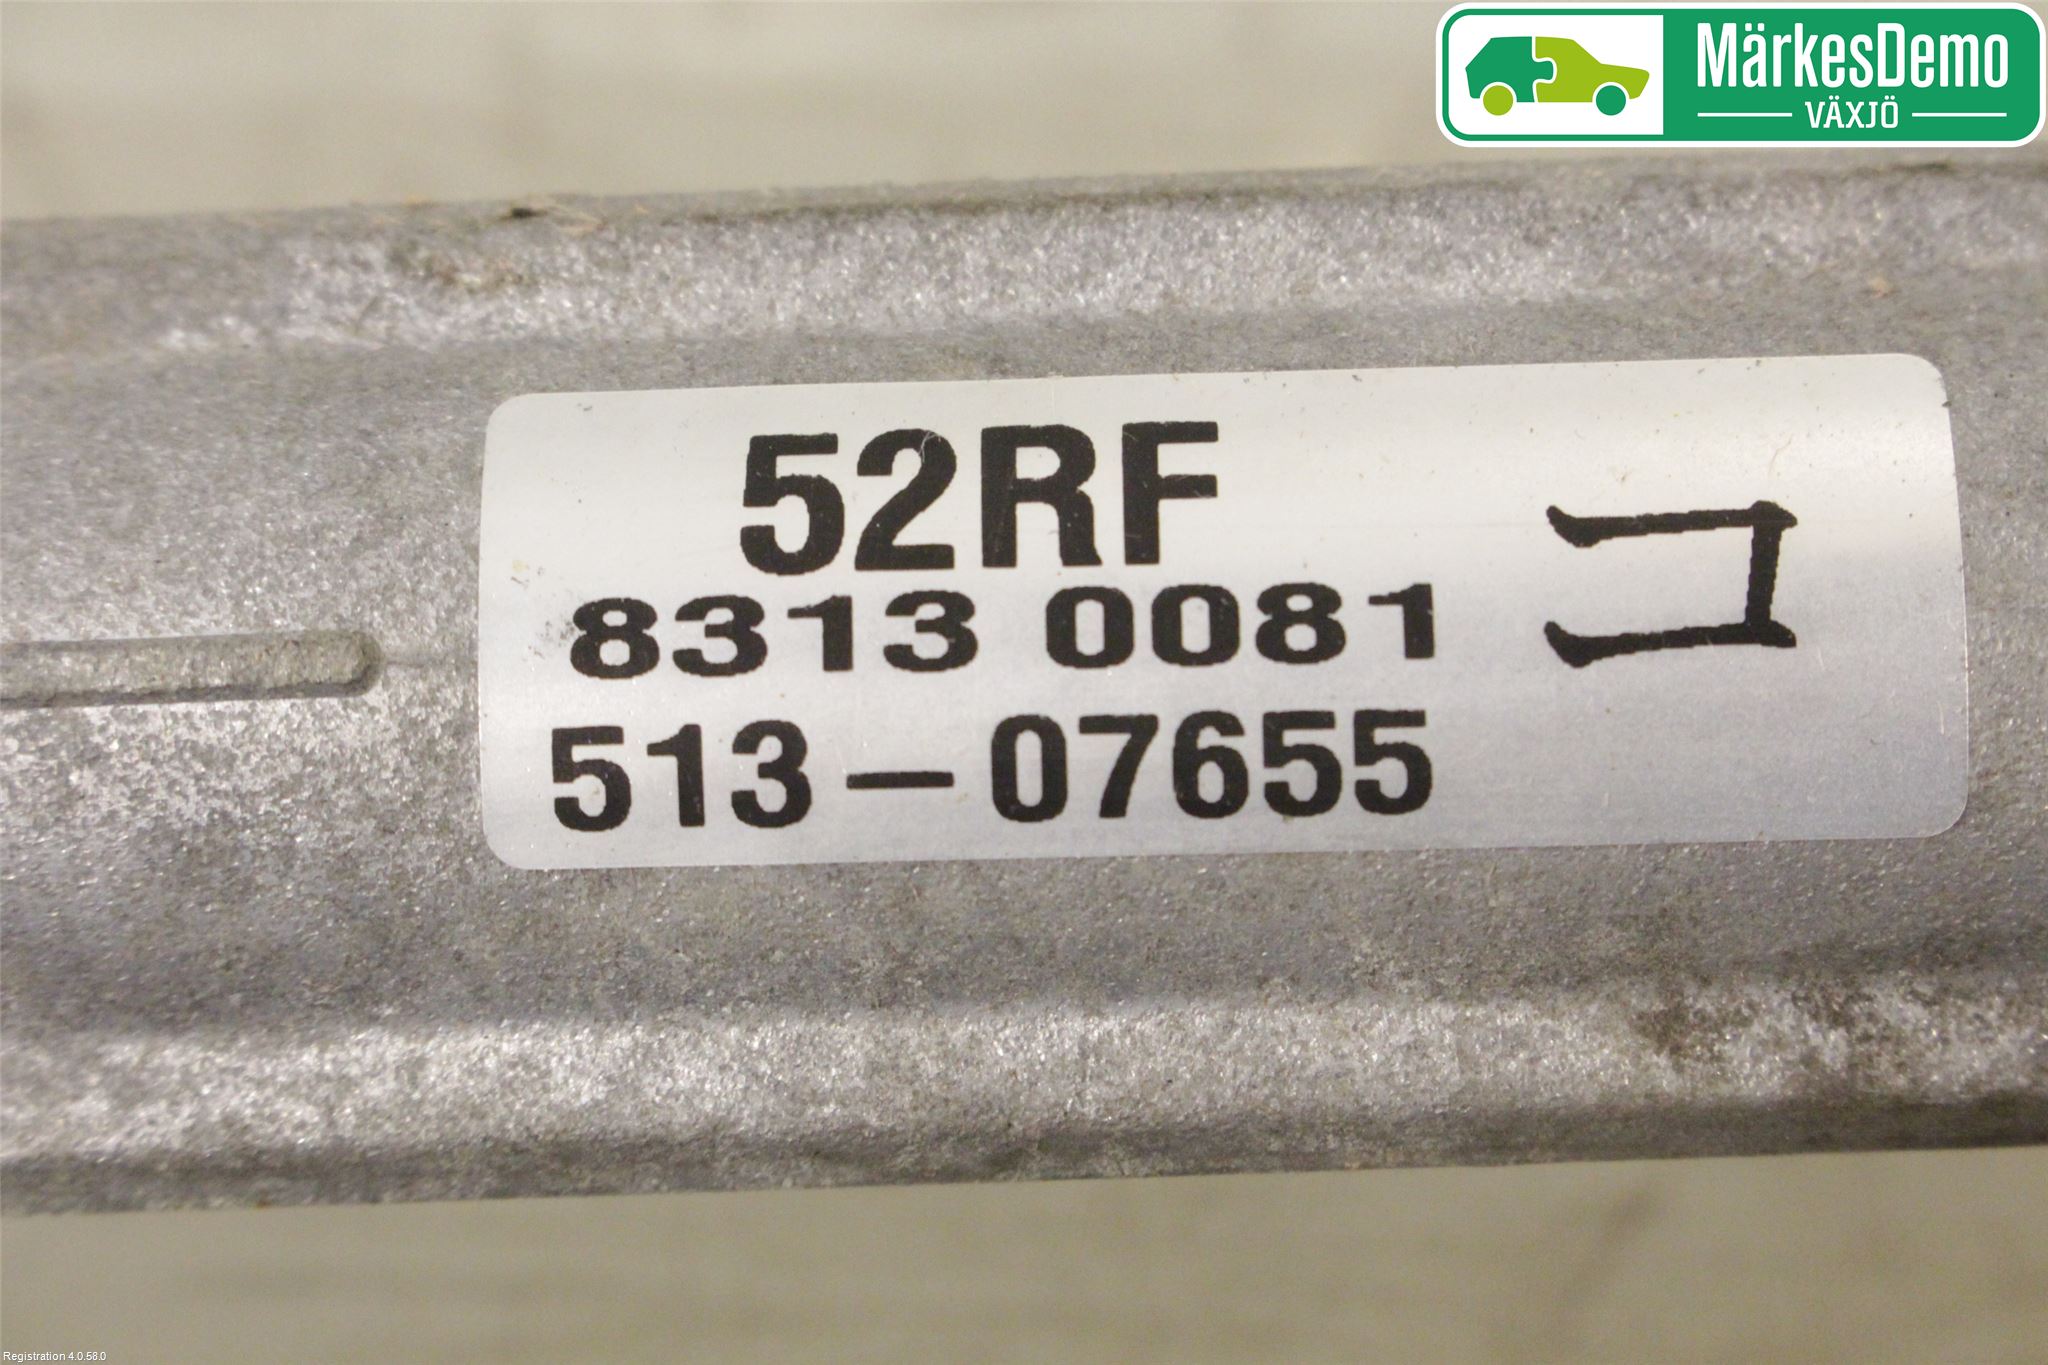 MärkesDemo
VÄXJÖ
52RF
8313 0081
コ
513-07655
Registration 4.0.58.0